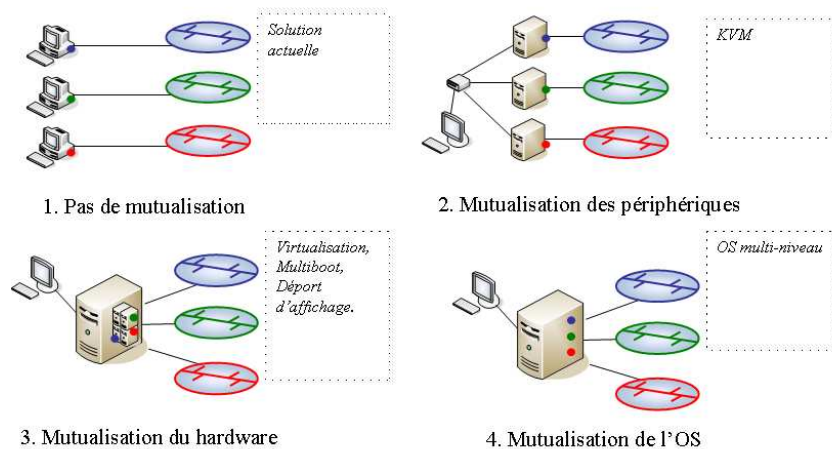 Solution
actuelle
KVM
1. Pas de mutualisation
2. Mutualisation des périphériques
Virtualisation,
Multiboot,
Déport
d'affichage.
OS multi-niveau
3. Mutualisation du hardware
4. Mutualisation de l'OS